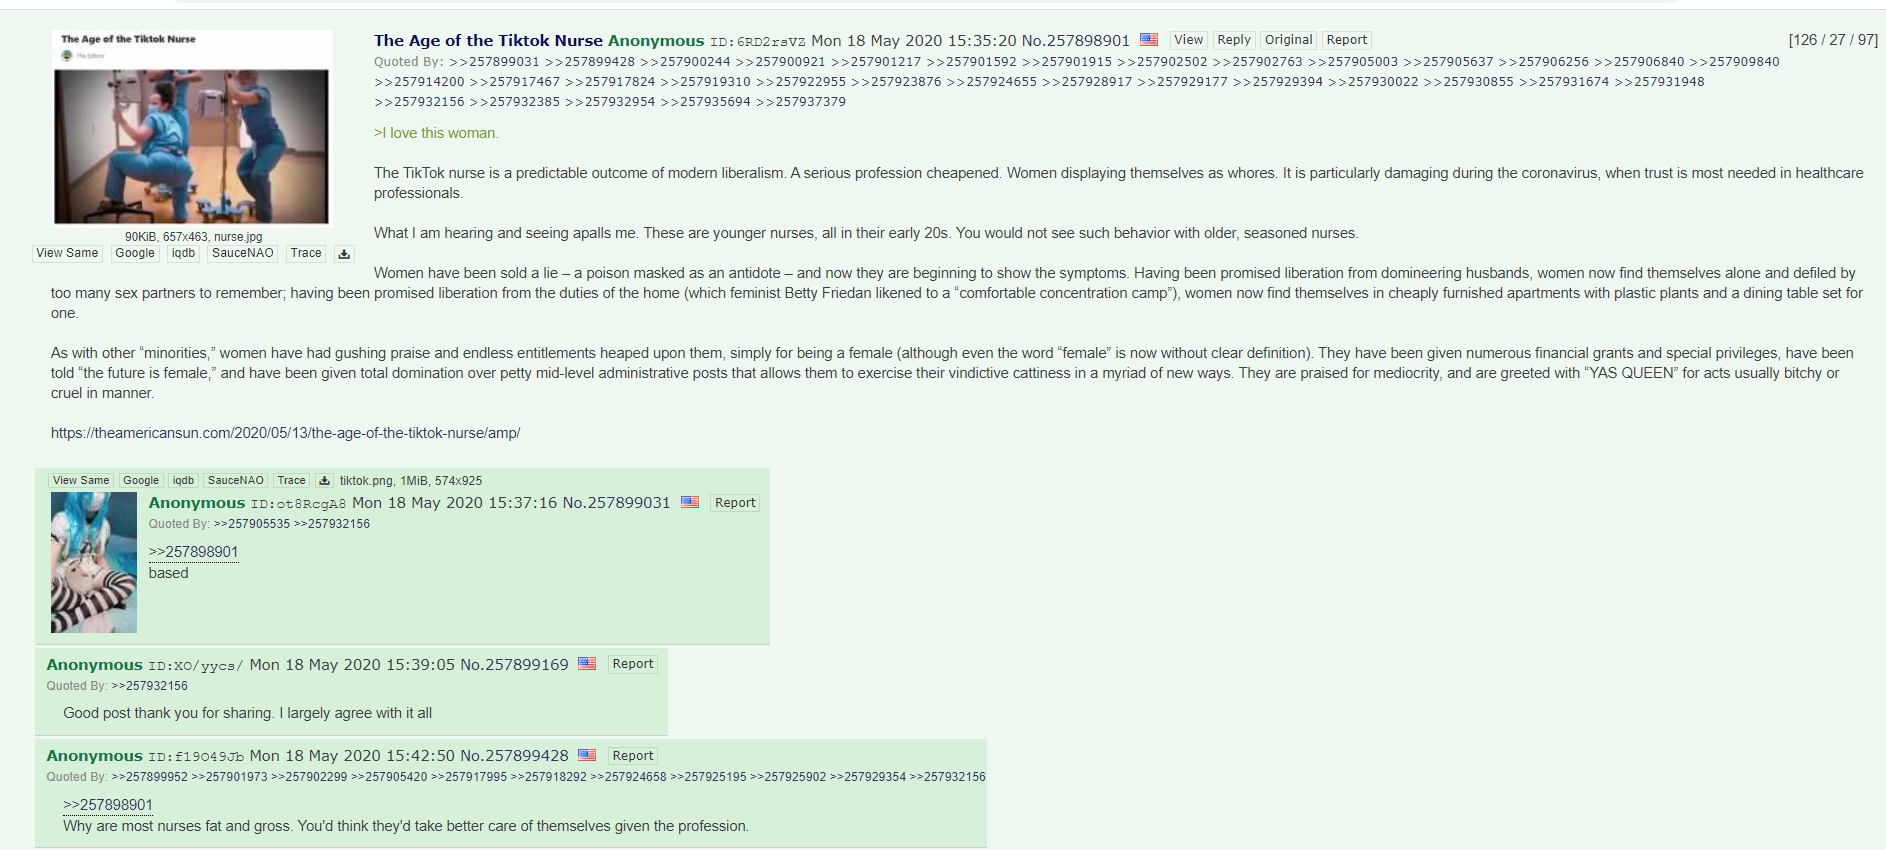 The Age of the Tiktok Nurse
The Editors
The Age of the Tiktok Nurse Anonymous ID:6RD2rsVZ Mon 18 May 2020 15:35:20 No.257898901 View Reply Original Report [126 / 27 / 97]
Quoted By: >>257899031 >>257899428 >>257900244 >>257900921 >>257901217 >>257901592 >>257901915 >>257902502 >>257902763 >>257905003 >>257905637 >>257906256 >>257906840 >>257909840
>>257914200 >>257917467 >>257917824 >>257919310 >>257922955 >>257923876 >>257924655 >>257928917 >>257929177 >>257929394 >>257930022 >>257930855 >>257931674 >>257931948
>>257932156 >>257932385 >>257932954 >>257935694 >>257937379
90KiB, 657x463, nurse.jpg
View Same Google iqdb SauceNAO Trace
>I love this woman.
The TikTok nurse is a predictable outcome of modern liberalism. A serious profession cheapened. Women displaying themselves as whores. It is particularly damaging during the coronavirus, when trust is most needed in healthcare
professionals.
What I am hearing and seeing apalls me. These are younger nurses, all in their early 20s. You would not see such behavior with older, seasoned nurses.
Women have been sold a lie – a poison masked as an antidote – and now they are beginning to show the symptoms. Having been promised liberation from domineering husbands, women now find themselves alone and defiled by
too many sex partners to remember; having been promised liberation from the duties of the home (which feminist Betty Friedan likened to a “comfortable concentration camp”), women now find themselves in cheaply furnished apartments with plastic plants and a dining table set for
one.
As with other “minorities,” women have had gushing praise and endless entitlements heaped upon them, simply for being a female (although even the word “female” is now without clear definition). They have been given numerous financial grants and special privileges, have been
told “the future is female,” and have been given total domination over petty mid-level administrative posts that allows them to exercise their vindictive cattiness in a myriad of new ways. They are praised for mediocrity, and are greeted with “YAS QUEEN” for acts usually bitchy or
cruel in manner.
https://theamericansun.com/2020/05/13/the-age-of-the-tiktok-nurse/amp/
View Same Google iqdb SauceNAO Trace tiktok.png, 1MiB, 574x925
Anonymous ID:ot8RcgA8 Mon 18 May 2020 15:37:16 No.257899031 Report
Quoted By: >>257905535 >>257932156
>>257898901
based
Anonymous ID:XO/yycs/ Mon 18 May 2020 15:39:05 No.257899169 Report
Quoted By: >>257932156
Good post thank you for sharing. I largely agree with it all
Anonymous ID:f19O49Jb Mon 18 May 2020 15:42:50 No.257899428 Report
Quoted By: >>257899952 >>257901973 >>257902299 >>257905420 >>257917995 >>257918292 >>257924658 >>257925195 >>257925902 >>257929354 >>257932156
>>257898901
Why are most nurses fat and gross. You'd think they'd take better care of themselves given the profession.